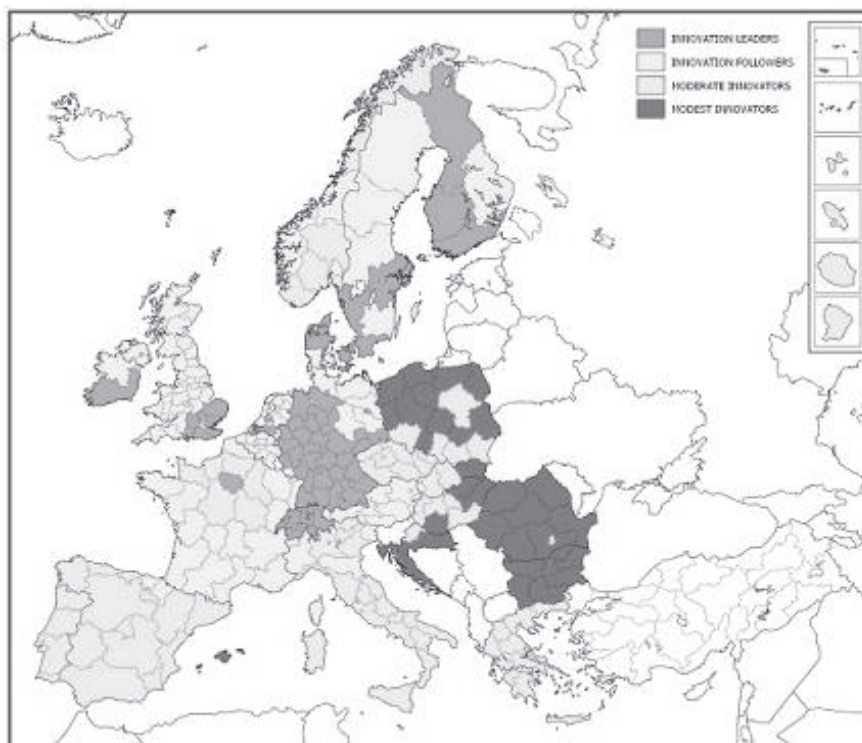 INNOVATION LEADERS
INNOVATION FOLLOWERS
MODERATE INNOVATORS
MODEST INNOVATORS